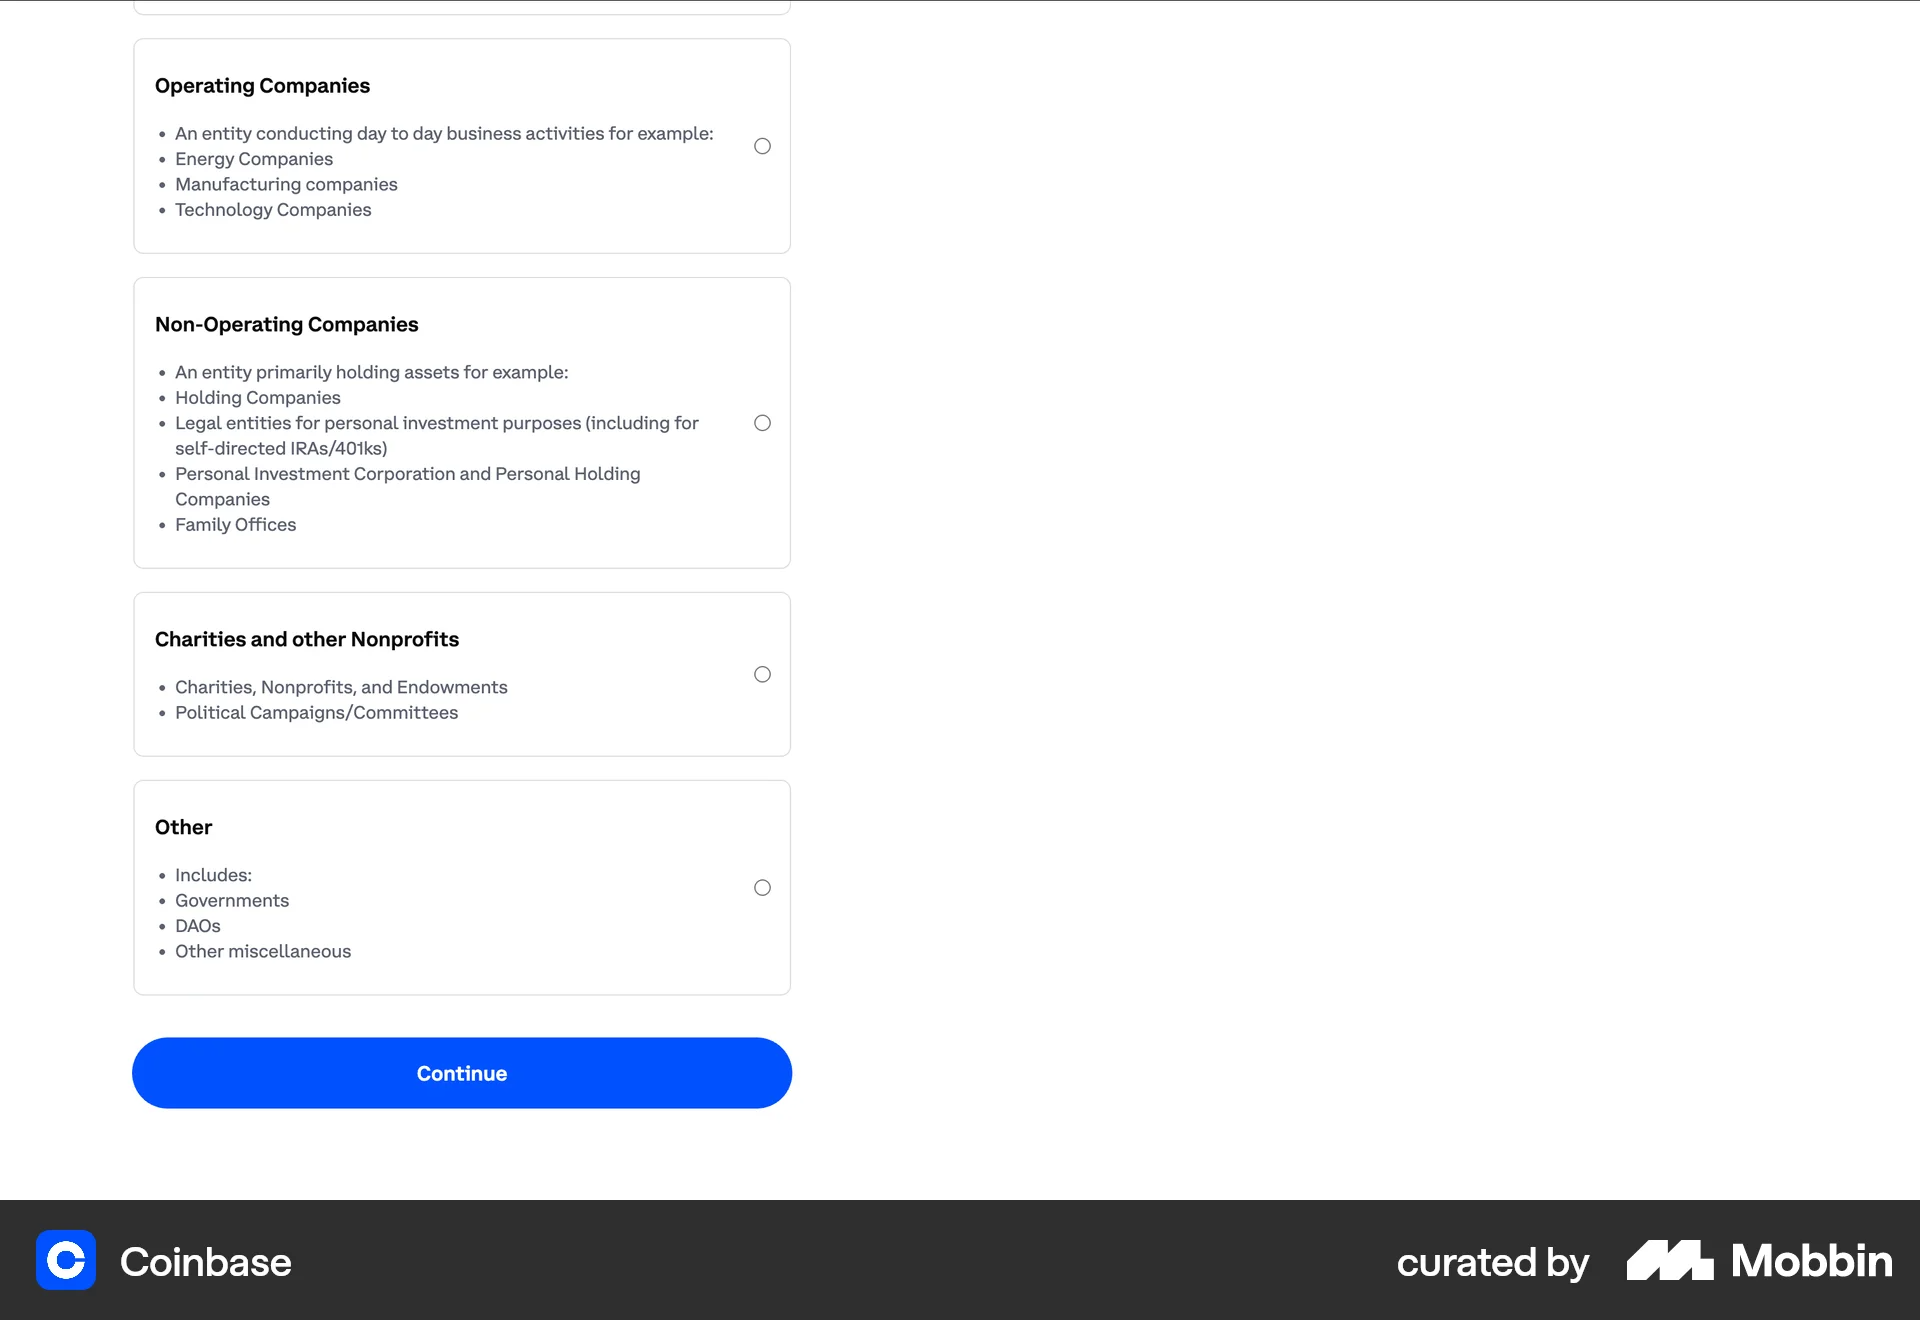 Operating Companies
• An entity conducting day to day business activities for example:
• Energy Companies
• Manufacturing companies
• Technology Companies
Non-Operating Companies
• An entity primarily holding assets for example:
• Holding Companies
• Legal entities for personal investment purposes (including for
self-directed IRAs/401ks)
• Personal Investment Corporation and Personal Holding
Companies
• Family Offices
Charities and other Nonprofits
• Charities, Nonprofits, and Endowments
• Political Campaigns/Committees
Other
• Includes:
• Governments
• DAOs
• Other miscellaneous
Continue
Coinbase
curated by Mobbin